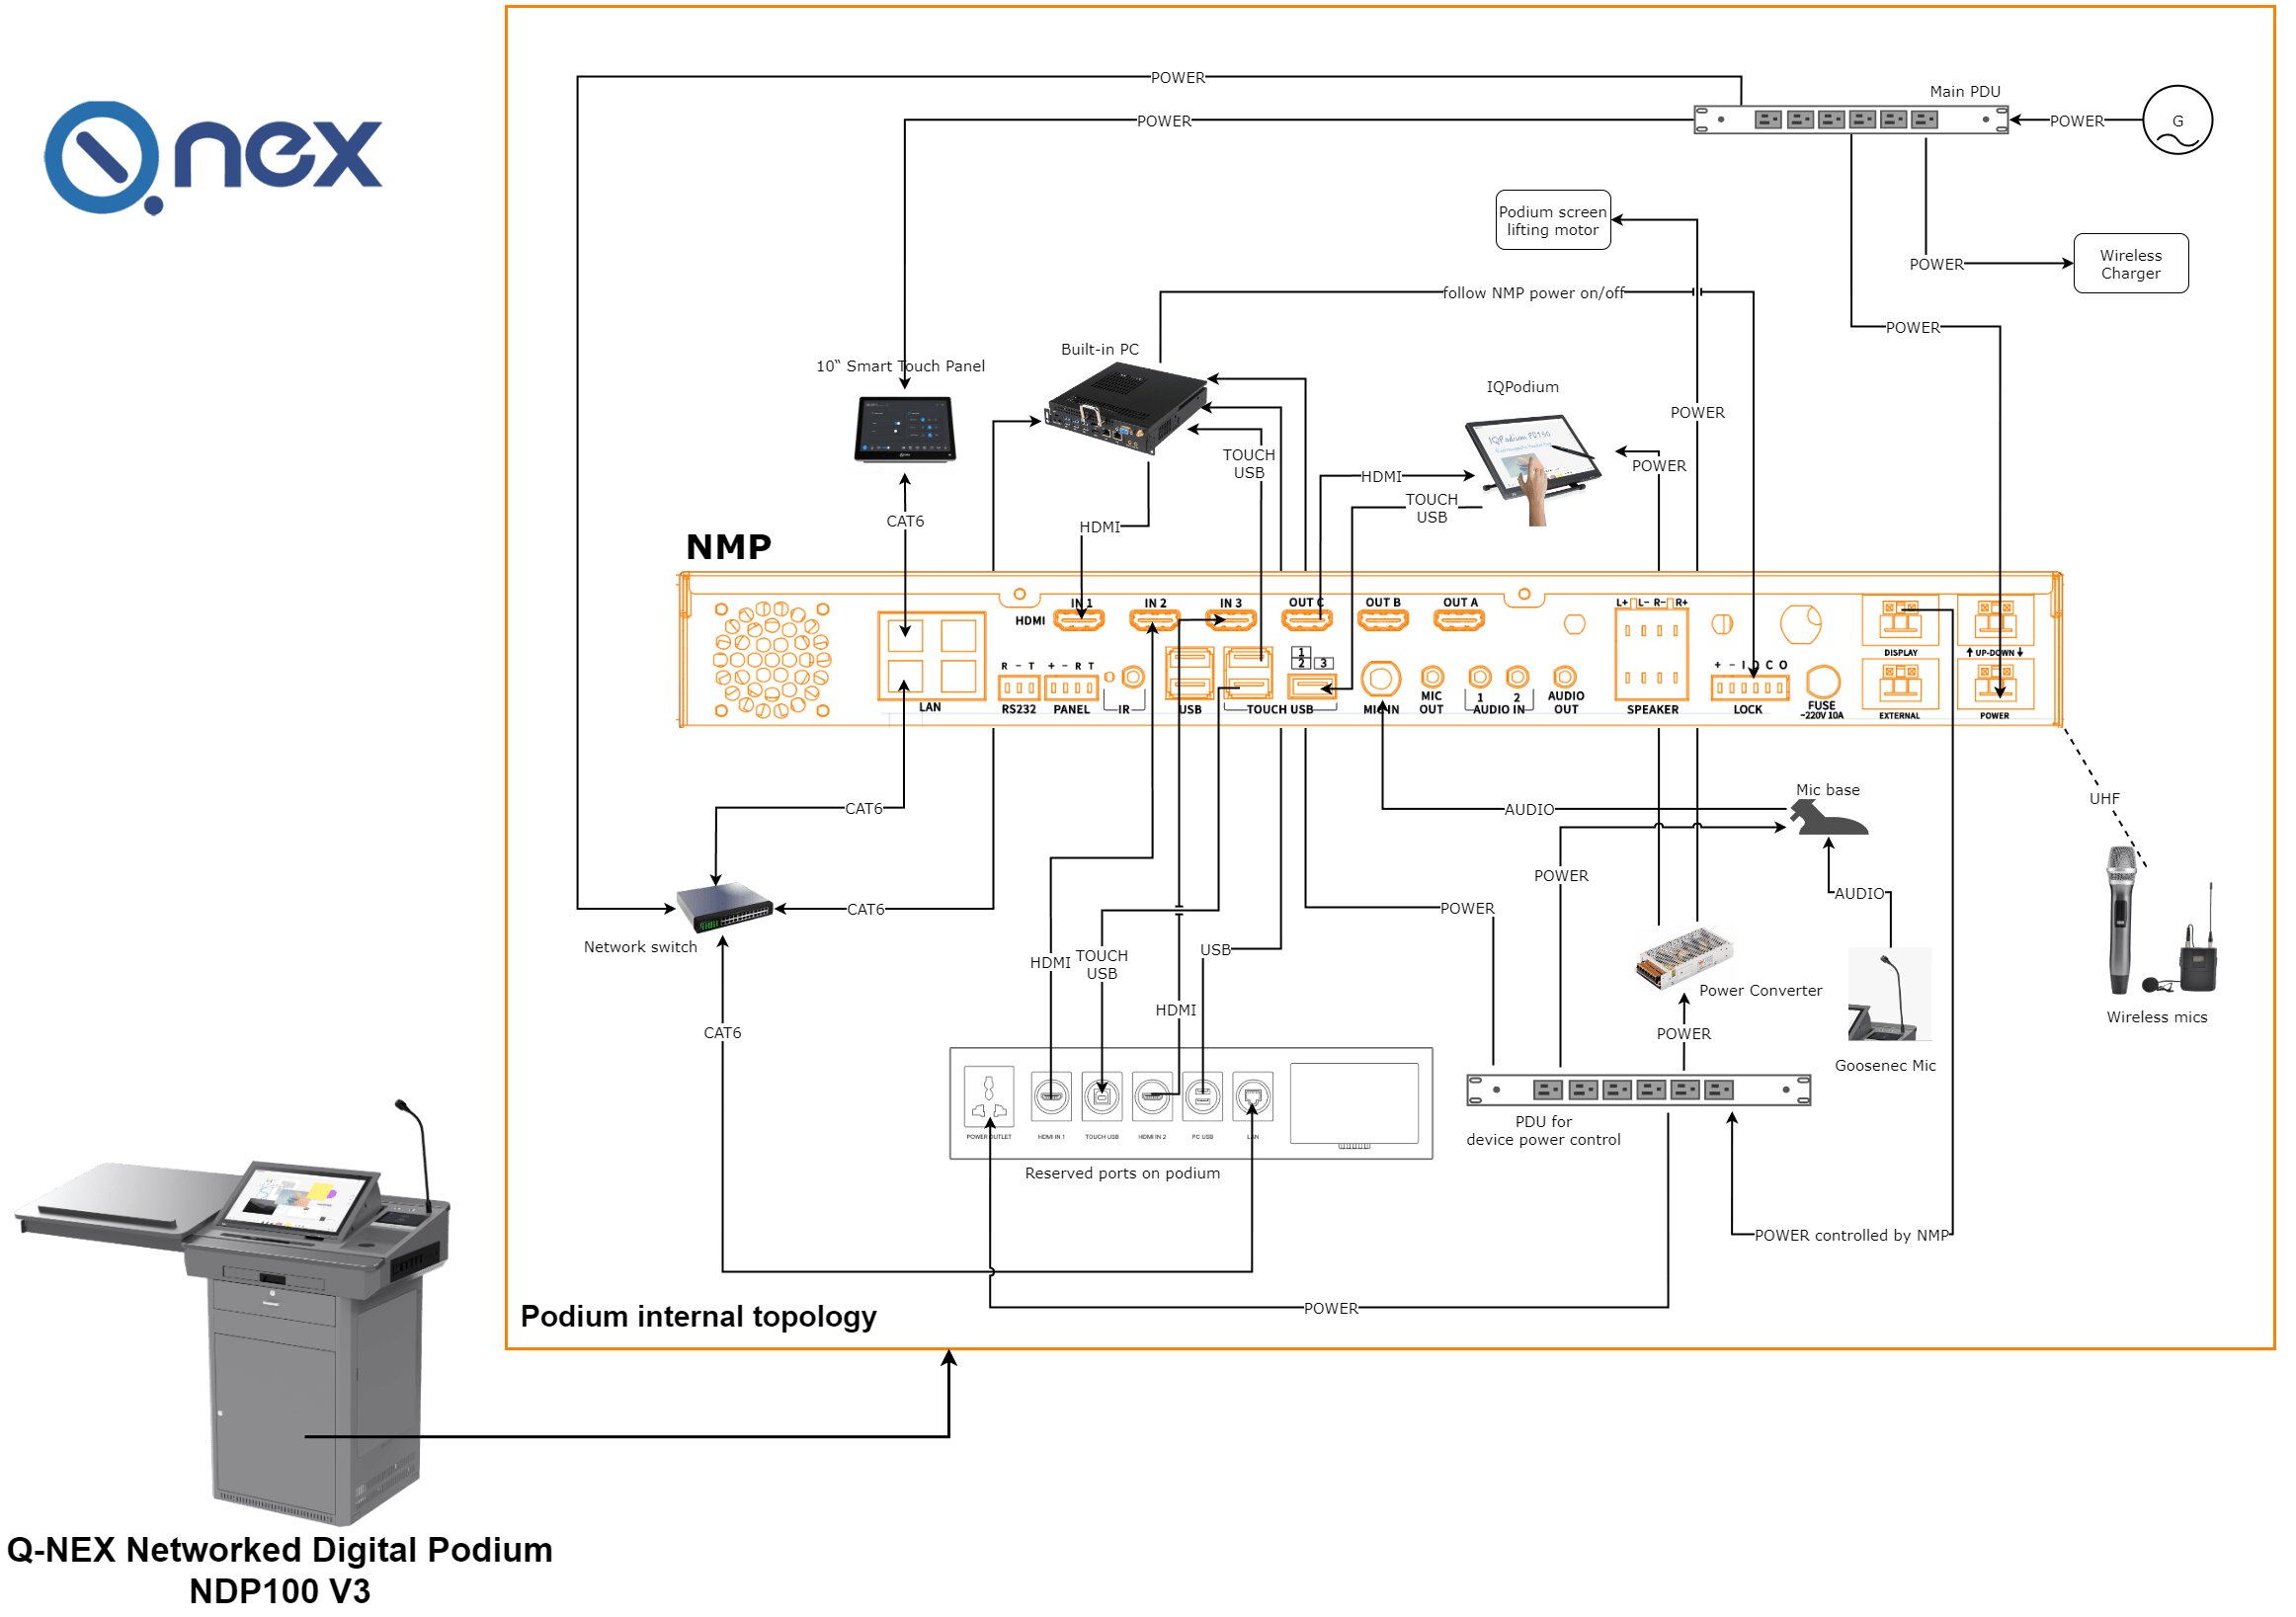 Qnex
POWER
Main PDU
POWER
POWER
G
Podium screen
lifting motor
POWER
Wireless
Charger
follow NMP power on/off
POWER
Built-in PC
10“ Smart Touch Panel
IQPodium
POWER
TOUCH
USB
POWER
HDMI
TOUCH
USB
CAT6
HDMI
NMP
IN 1
IN 2
IN 3
OUT C
OUT B
OUT A
L+ L- R- R+
HDMI
1
2
3
DISPLAY
UP-DOWN
R - T
+ - R T
+ - I O C O
LAN
RS232
PANEL
IR
USB
TOUCH USB
MIC IN
MIC
OUT
1
2
AUDIO IN
AUDIO
OUT
SPEAKER
LOCK
FUSE
~220V 10A
EXTERNAL
POWER
CAT6
AUDIO
Mic base
UHF
POWER
AUDIO
CAT6
POWER
Network switch
USB
HDMI
TOUCH
USB
Power Converter
HDMI
Wireless mics
CAT6
POWER
Goosenec Mic
POWER OUTLET
HDMI IN 1
TOUCH USB
HDMI IN 2
PC USB
LAN
PDU for
device power control
Reserved ports on podium
POWER controlled by NMP
POWER
Podium internal topology
Q-NEX Networked Digital Podium
NDP100 V3